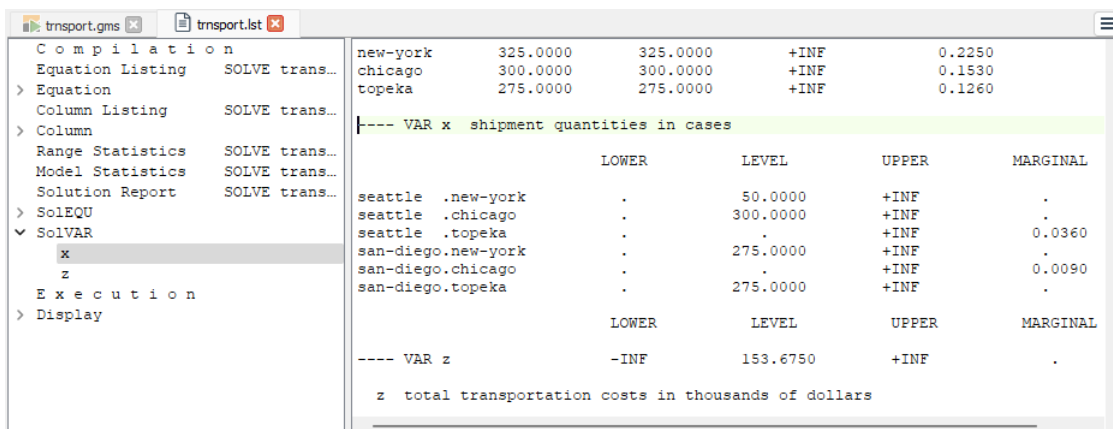 trnsport.gms trnsport.lst
C o m p i l a t i o n
Equation Listing SOLVE trans...
> Equation
Column Listing SOLVE trans...
> Column
Range Statistics SOLVE trans...
Model Statistics SOLVE trans...
Solution Report SOLVE trans...
> SolEQU
SolVAR
x
z
E x e c u t i o n
> Display
new-york 325.0000 325.0000 +INF 0.2250
chicago 300.0000 300.0000 +INF 0.1530
topeka 275.0000 275.0000 +INF 0.1260
---- VAR x shipment quantities in cases
LOWER LEVEL UPPER MARGINAL
seattle .new-york . 50.0000 +INF .
seattle .chicago . 300.0000 +INF .
seattle .topeka . . +INF 0.0360
san-diego.new-york . 275.0000 +INF .
san-diego.chicago . . +INF 0.0090
san-diego.topeka . 275.0000 +INF .
LOWER LEVEL UPPER MARGINAL
---- VAR z -INF 153.6750 +INF .
z total transportation costs in thousands of dollars